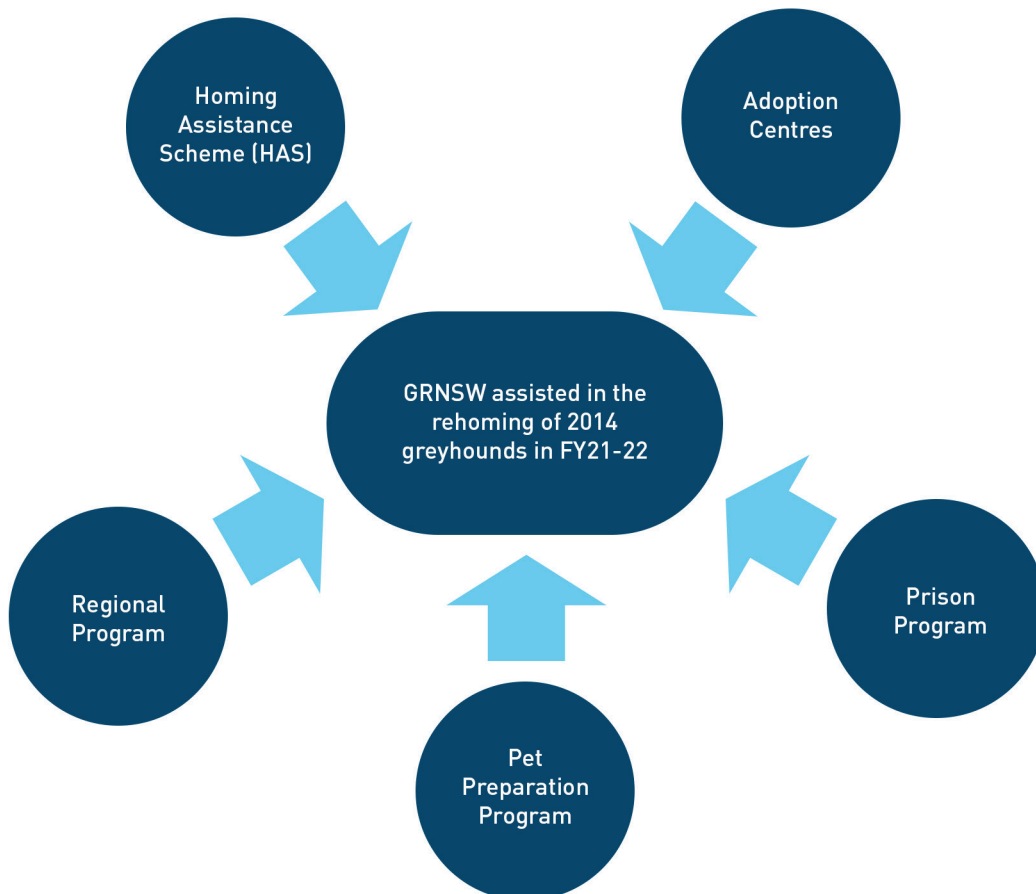 Homing
Assistance
Scheme (HAS)
Adoption
Centres
GRNSW assisted in the
rehoming of 2014
greyhounds in FY21-22
Regional
Program
Prison
Program
Pet
Preparation
Program